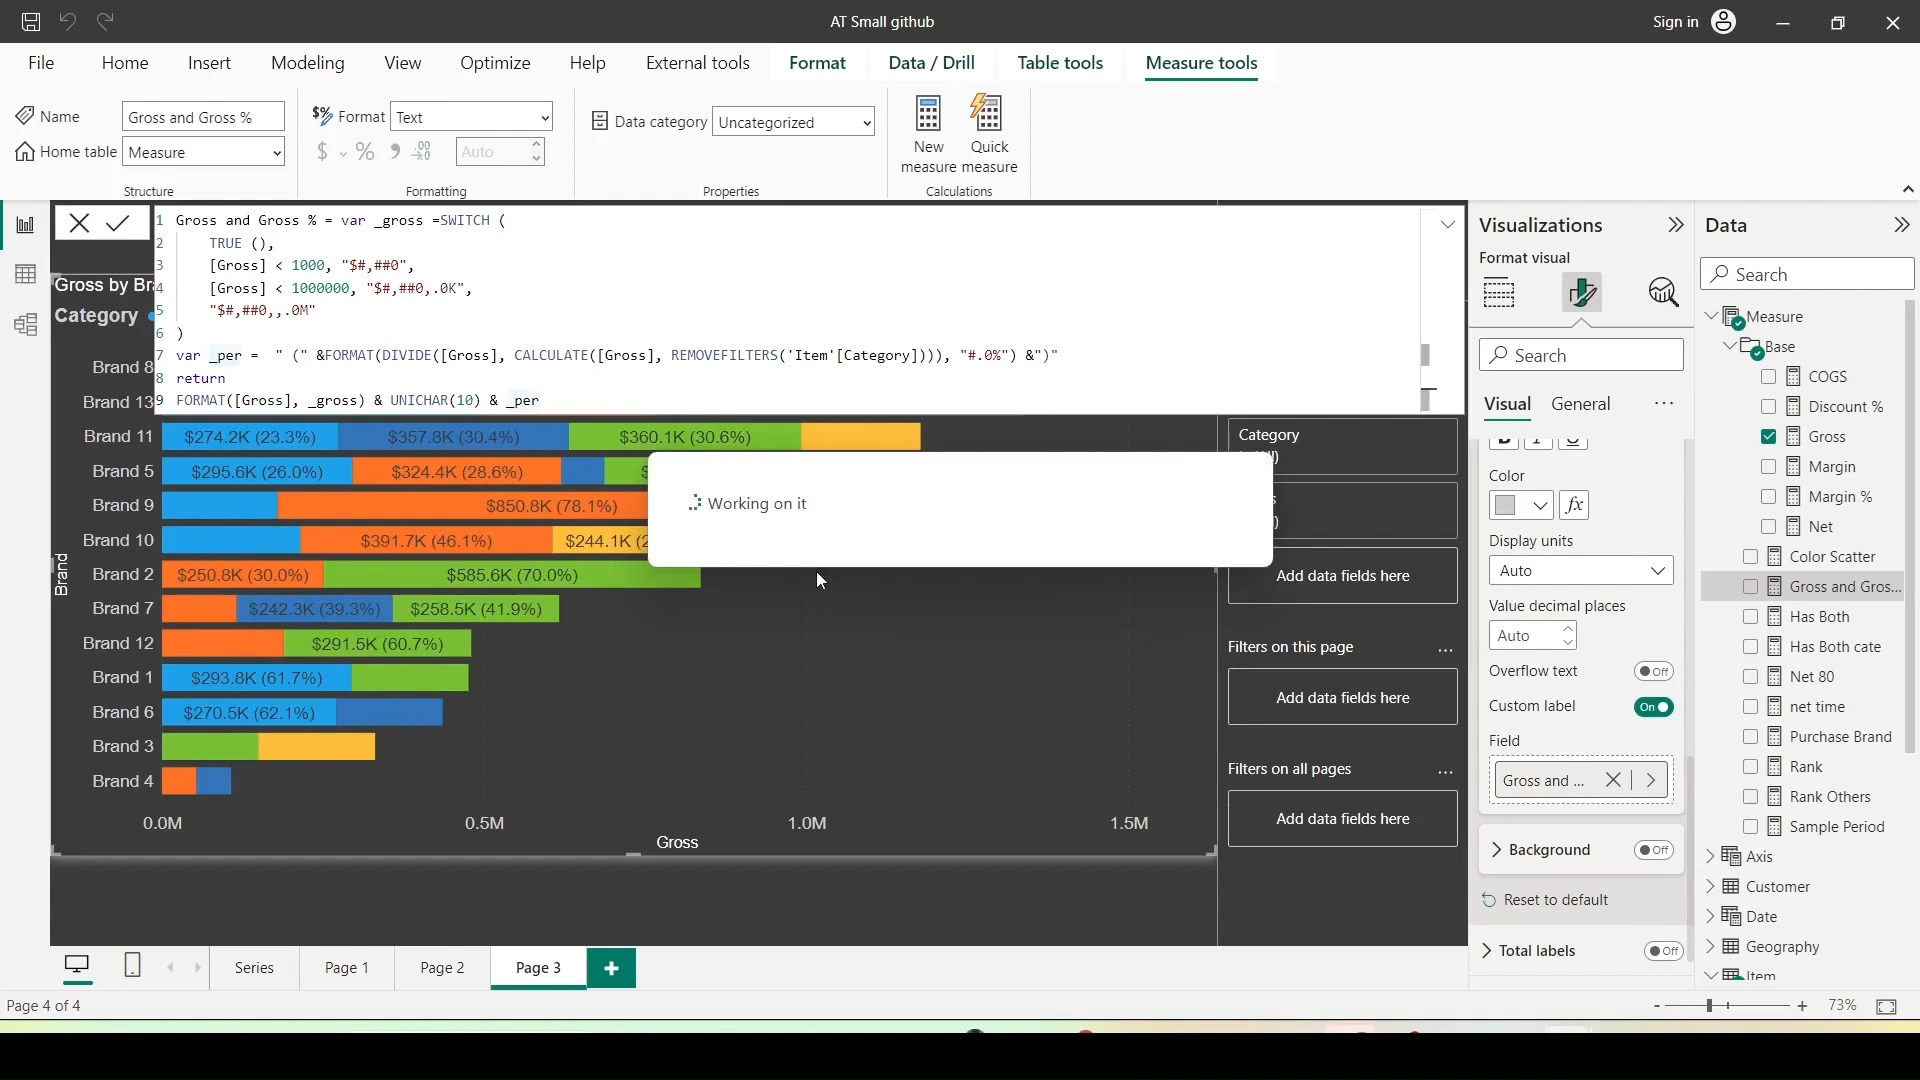 AT Small github
Sign in
File Home Insert Modeling View Optimize Help External tools Format Data / Drill Table tools Measure tools
Name Gross and Gross %
Home table Measure
Structure
Format Text
$ % Auto
Formatting
Data category Uncategorized
Properties
New measure
Quick measure
Calculations
1 Gross and Gross % = var _gross =SWITCH (
2 TRUE (),
3 [Gross] < 1000, "$#,##0",
4 [Gross] < 1000000, "$#,##0,.0K",
5 "$#,##0,,.0M"
6 )
7 var _per = " (" &FORMAT(DIVIDE([Gross], CALCULATE([Gross], REMOVEFILTERS('Item'[Category]))), "#.0%") &")"
8 return
9 FORMAT([Gross], _gross) & UNICHAR(10) & _per
Gross by Bra
Category
Brand
Brand 8
Brand 13
Brand 11 $274.2K (23.3%) $357.8K (30.4%) $360.1K (30.6%)
Brand 5 $295.6K (26.0%) $324.4K (28.6%)
Brand 9 $850.8K (78.1%)
Brand 10 $391.7K (46.1%) $244.1K (2
Brand 2 $250.8K (30.0%) $585.6K (70.0%)
Brand 7 $242.3K (39.3%) $258.5K (41.9%)
Brand 12 $291.5K (60.7%)
Brand 1 $293.8K (61.7%)
Brand 6 $270.5K (62.1%)
Brand 3
Brand 4
0.0M 0.5M 1.0M 1.5M
Gross
Working on it
Category
Add data fields here
Filters on this page ...
Add data fields here
Filters on all pages ...
Add data fields here
Visualizations
Format visual
Search
Visual General ...
Color
fx
Display units
Auto
Value decimal places
Auto
Overflow text Off
Custom label On
Field
Gross and ...
Background Off
Reset to default
Total labels Off
Data
Search
Measure
Base
COGS
Discount %
Gross
Margin
Margin %
Net
Color Scatter
Gross and Gros...
Has Both
Has Both cate
Net 80
net time
Purchase Brand
Rank
Rank Others
Sample Period
Axis
Customer
Date
Geography
Item
Series Page 1 Page 2 Page 3 +
Page 4 of 4
- + 73%